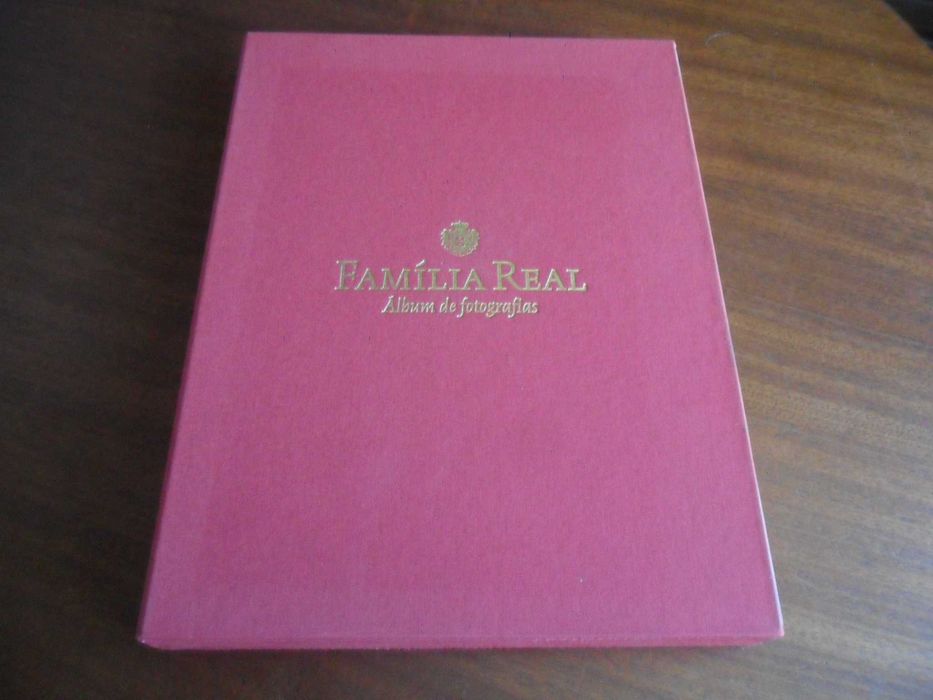 FAMÍLIA REAL
Álbum de fotografias